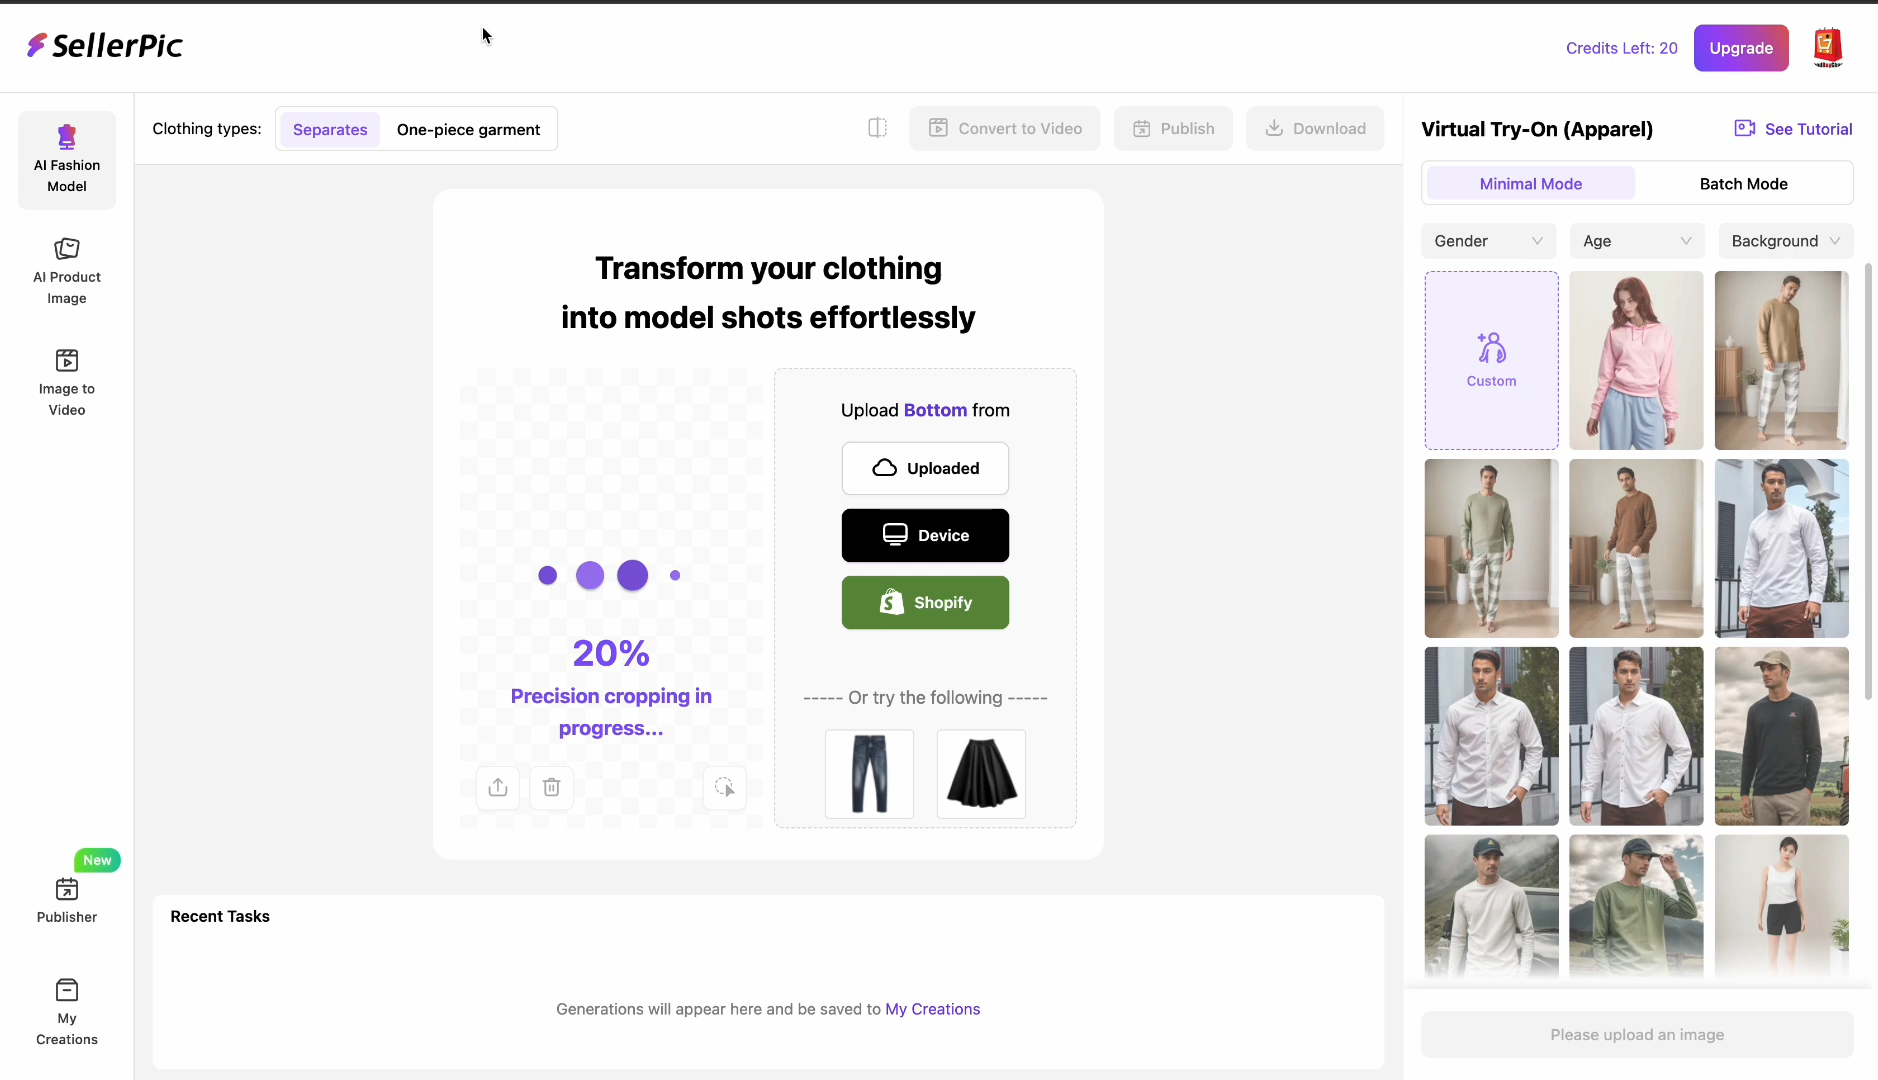 SellerPic
Credits Left: 20
Upgrade
AI Fashion
Model
AI Product
Image
Image to
Video
New
Publisher
My
Creations
Clothing types:
Separates
One-piece garment
Convert to Video
Publish
Download
Transform your clothing
into model shots effortlessly
20%
Precision cropping in
progress...
Upload Bottom from
Uploaded
Device
Shopify
----- Or try the following -----
Recent Tasks
Generations will appear here and be saved to My Creations
Virtual Try-On (Apparel)
See Tutorial
Minimal Mode
Batch Mode
Gender
Age
Background
Custom
Please upload an image